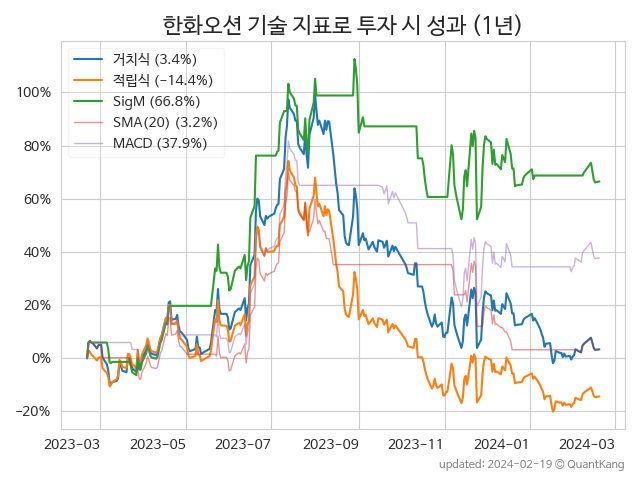 한화오션 기술 지표로 투자 시 성과 (1년)
거치식 (3.4%)
적립식 (-14.4%)
SigM (66.8%)
SMA(20) (3.2%)
MACD (37.9%)
100%
80%
60%
40%
20%
0%
-20%
2023-03 2023-05 2023-07 2023-09 2023-11 2024-01 2024-03
updated: 2024-02-19 © QuantKang